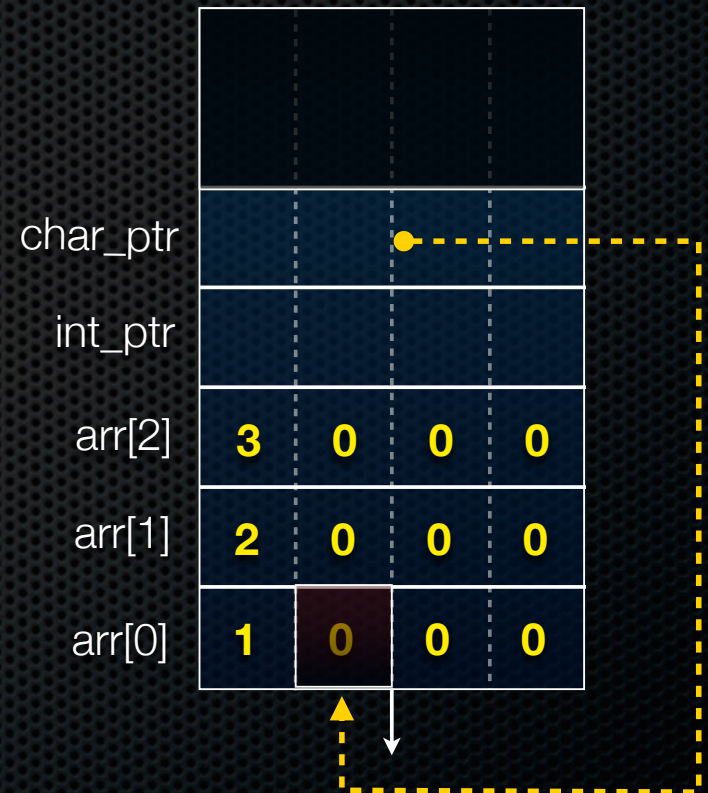 char_ptr
int_ptr
arr[2] 3 0 0 0
arr[1] 2 0 0 0
arr[0] 1 0 0 0